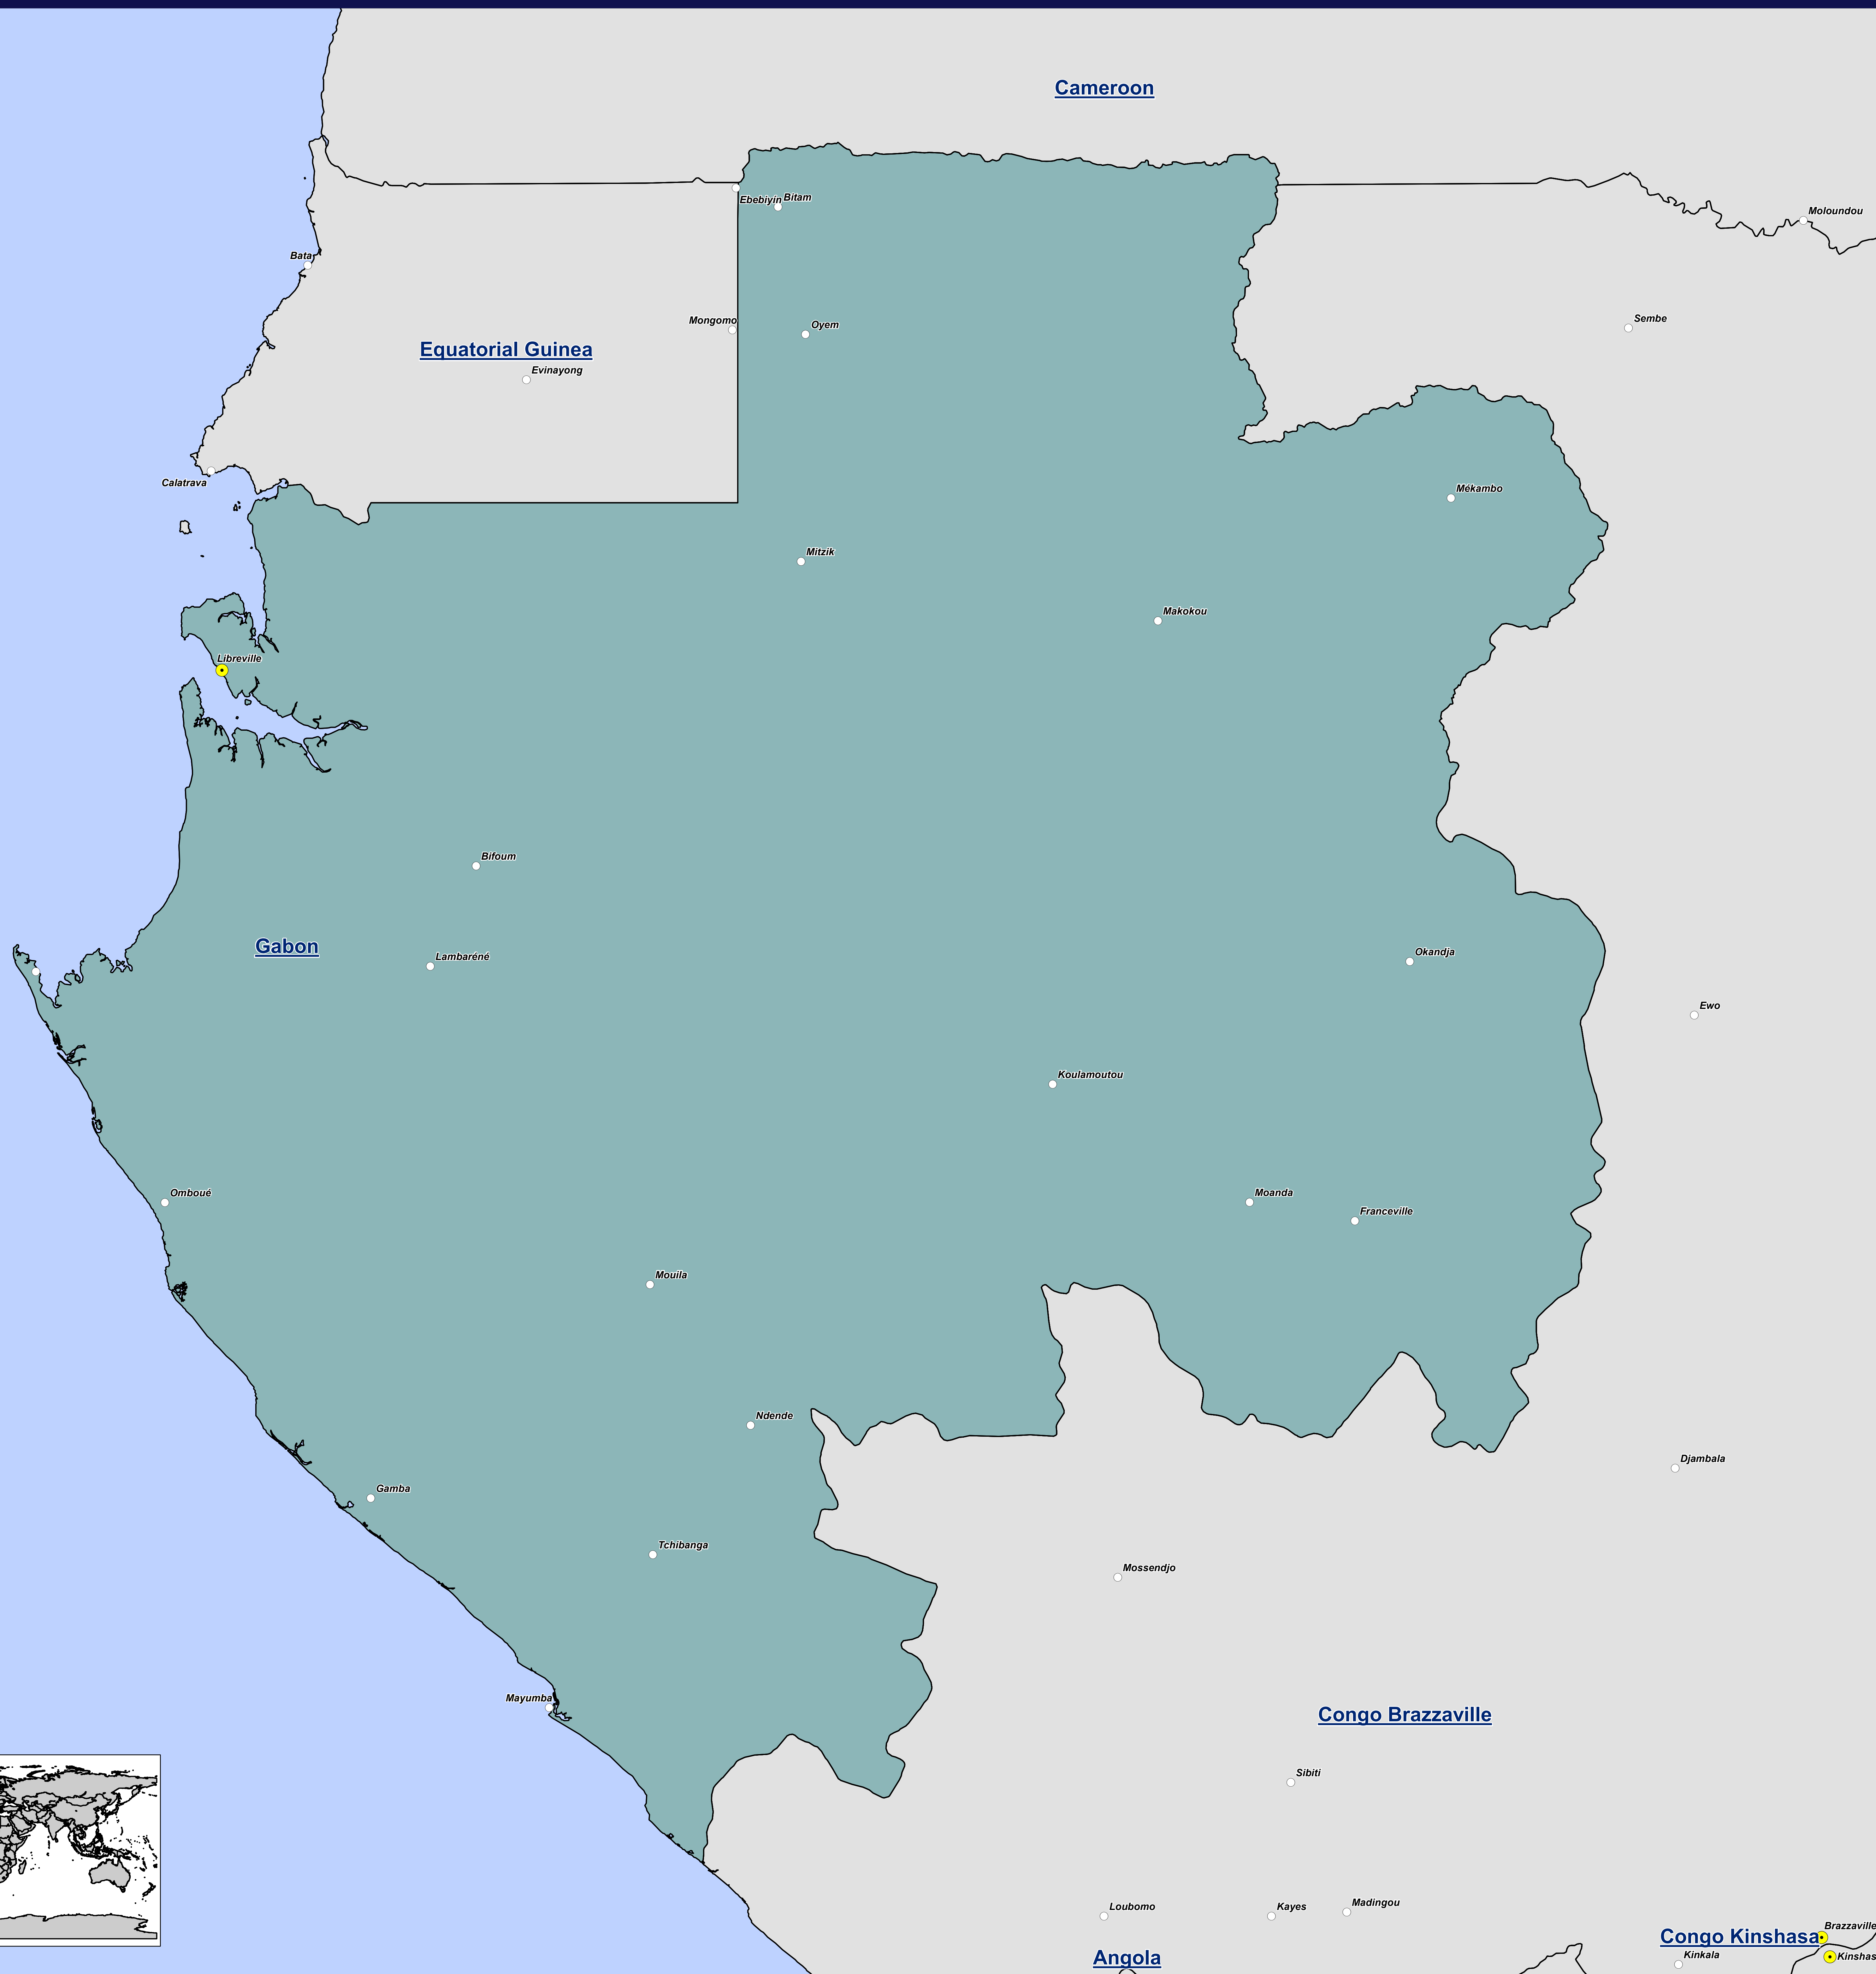 Cameroon
Ebebiyin
Bitam
Moloundou
Bata
Mongomo
Oyem
Sembe
Equatorial Guinea
Evinayong
Calatrava
Mékambo
Mitzik
Makokou
Libreville
Bifoum
Gabon
Lambaréné
Okandja
Ewo
Koulamoutou
Omboué
Moanda
Franceville
Mouila
Ndende
Djambala
Gamba
Tchibanga
Mossendjo
Mayumba
Congo Brazzaville
Sibiti
Loubomo
Kayes
Madingou
Brazzaville
Congo Kinshasa
Angola
Kinkala
Kinshas